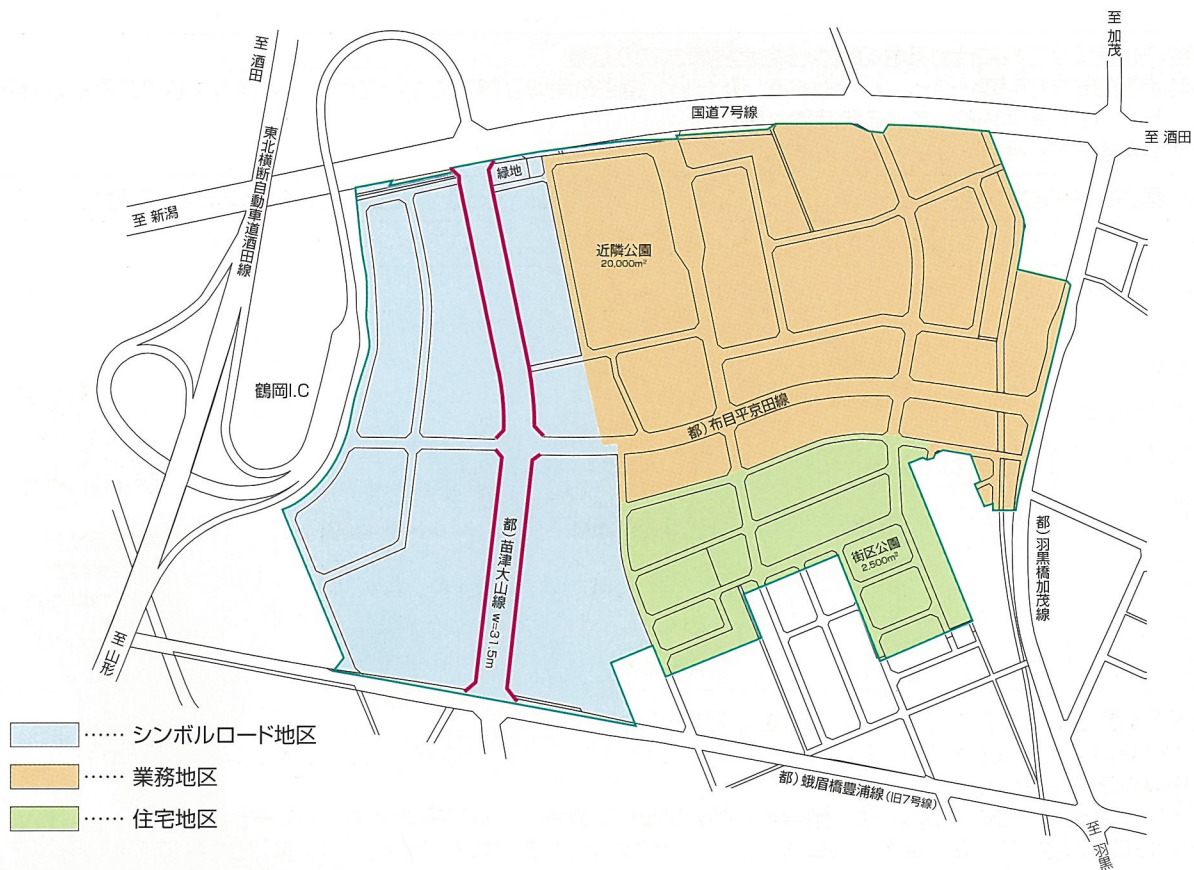 至 加茂
至 酒田
国道7号線
至 酒田
東北横断自動車道酒田線
緑地
至 新潟
近隣公園
20,000m²
鶴岡I.C
都)布目平京田線
都)苗津大山線 w=31.5m
街区公園
2,500m²
都)羽黒橋加茂線
至 山形
シンボルロード地区
業務地区
住宅地区
都)蛾眉橋豊浦線(旧7号線)
至 羽黒